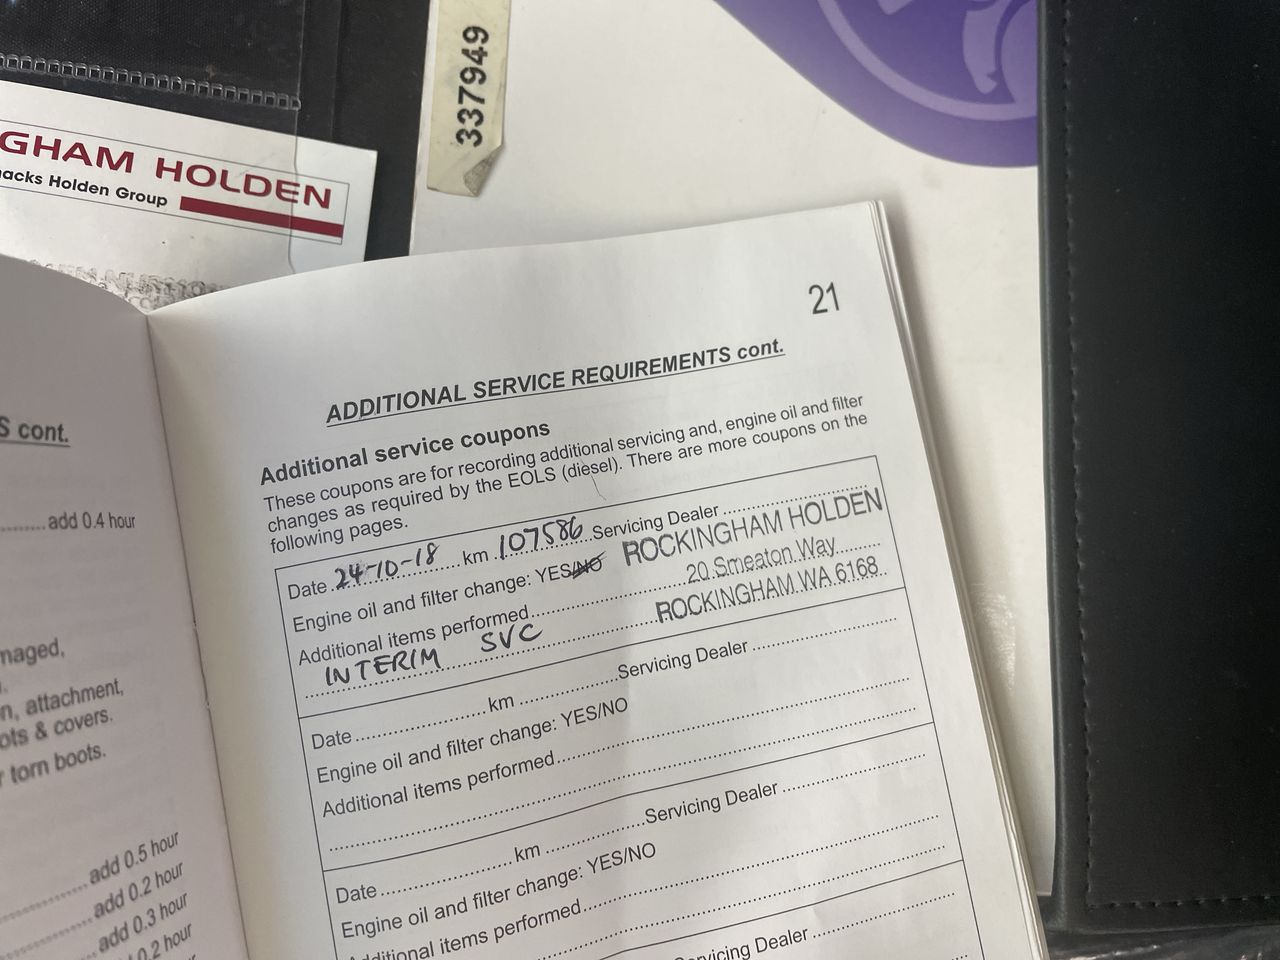 337949
GHAM HOLDEN
nacks Holden Group
S cont.
add 0.4 hour
maged,
n, attachment,
ots & covers.
r torn boots.
add 0.5 hour
add 0.2 hour
add 0.3 hour
0.2 hour
21
ADDITIONAL SERVICE REQUIREMENTS cont.
Additional service coupons
These coupons are for recording additional servicing and, engine oil and filter
changes as required by the EOLS (diesel). There are more coupons on the
following pages.
Date 24-10-18 km 107586 Servicing Dealer
ROCKINGHAM HOLDEN
Engine oil and filter change: YES/NO
20 Smeaton Way
Additional items performed
ROCKINGHAM WA 6168
INTERIM SVC
Date km Servicing Dealer
Engine oil and filter change: YES/NO
Additional items performed
Date km Servicing Dealer
Engine oil and filter change: YES/NO
Additional items performed
Servicing Dealer